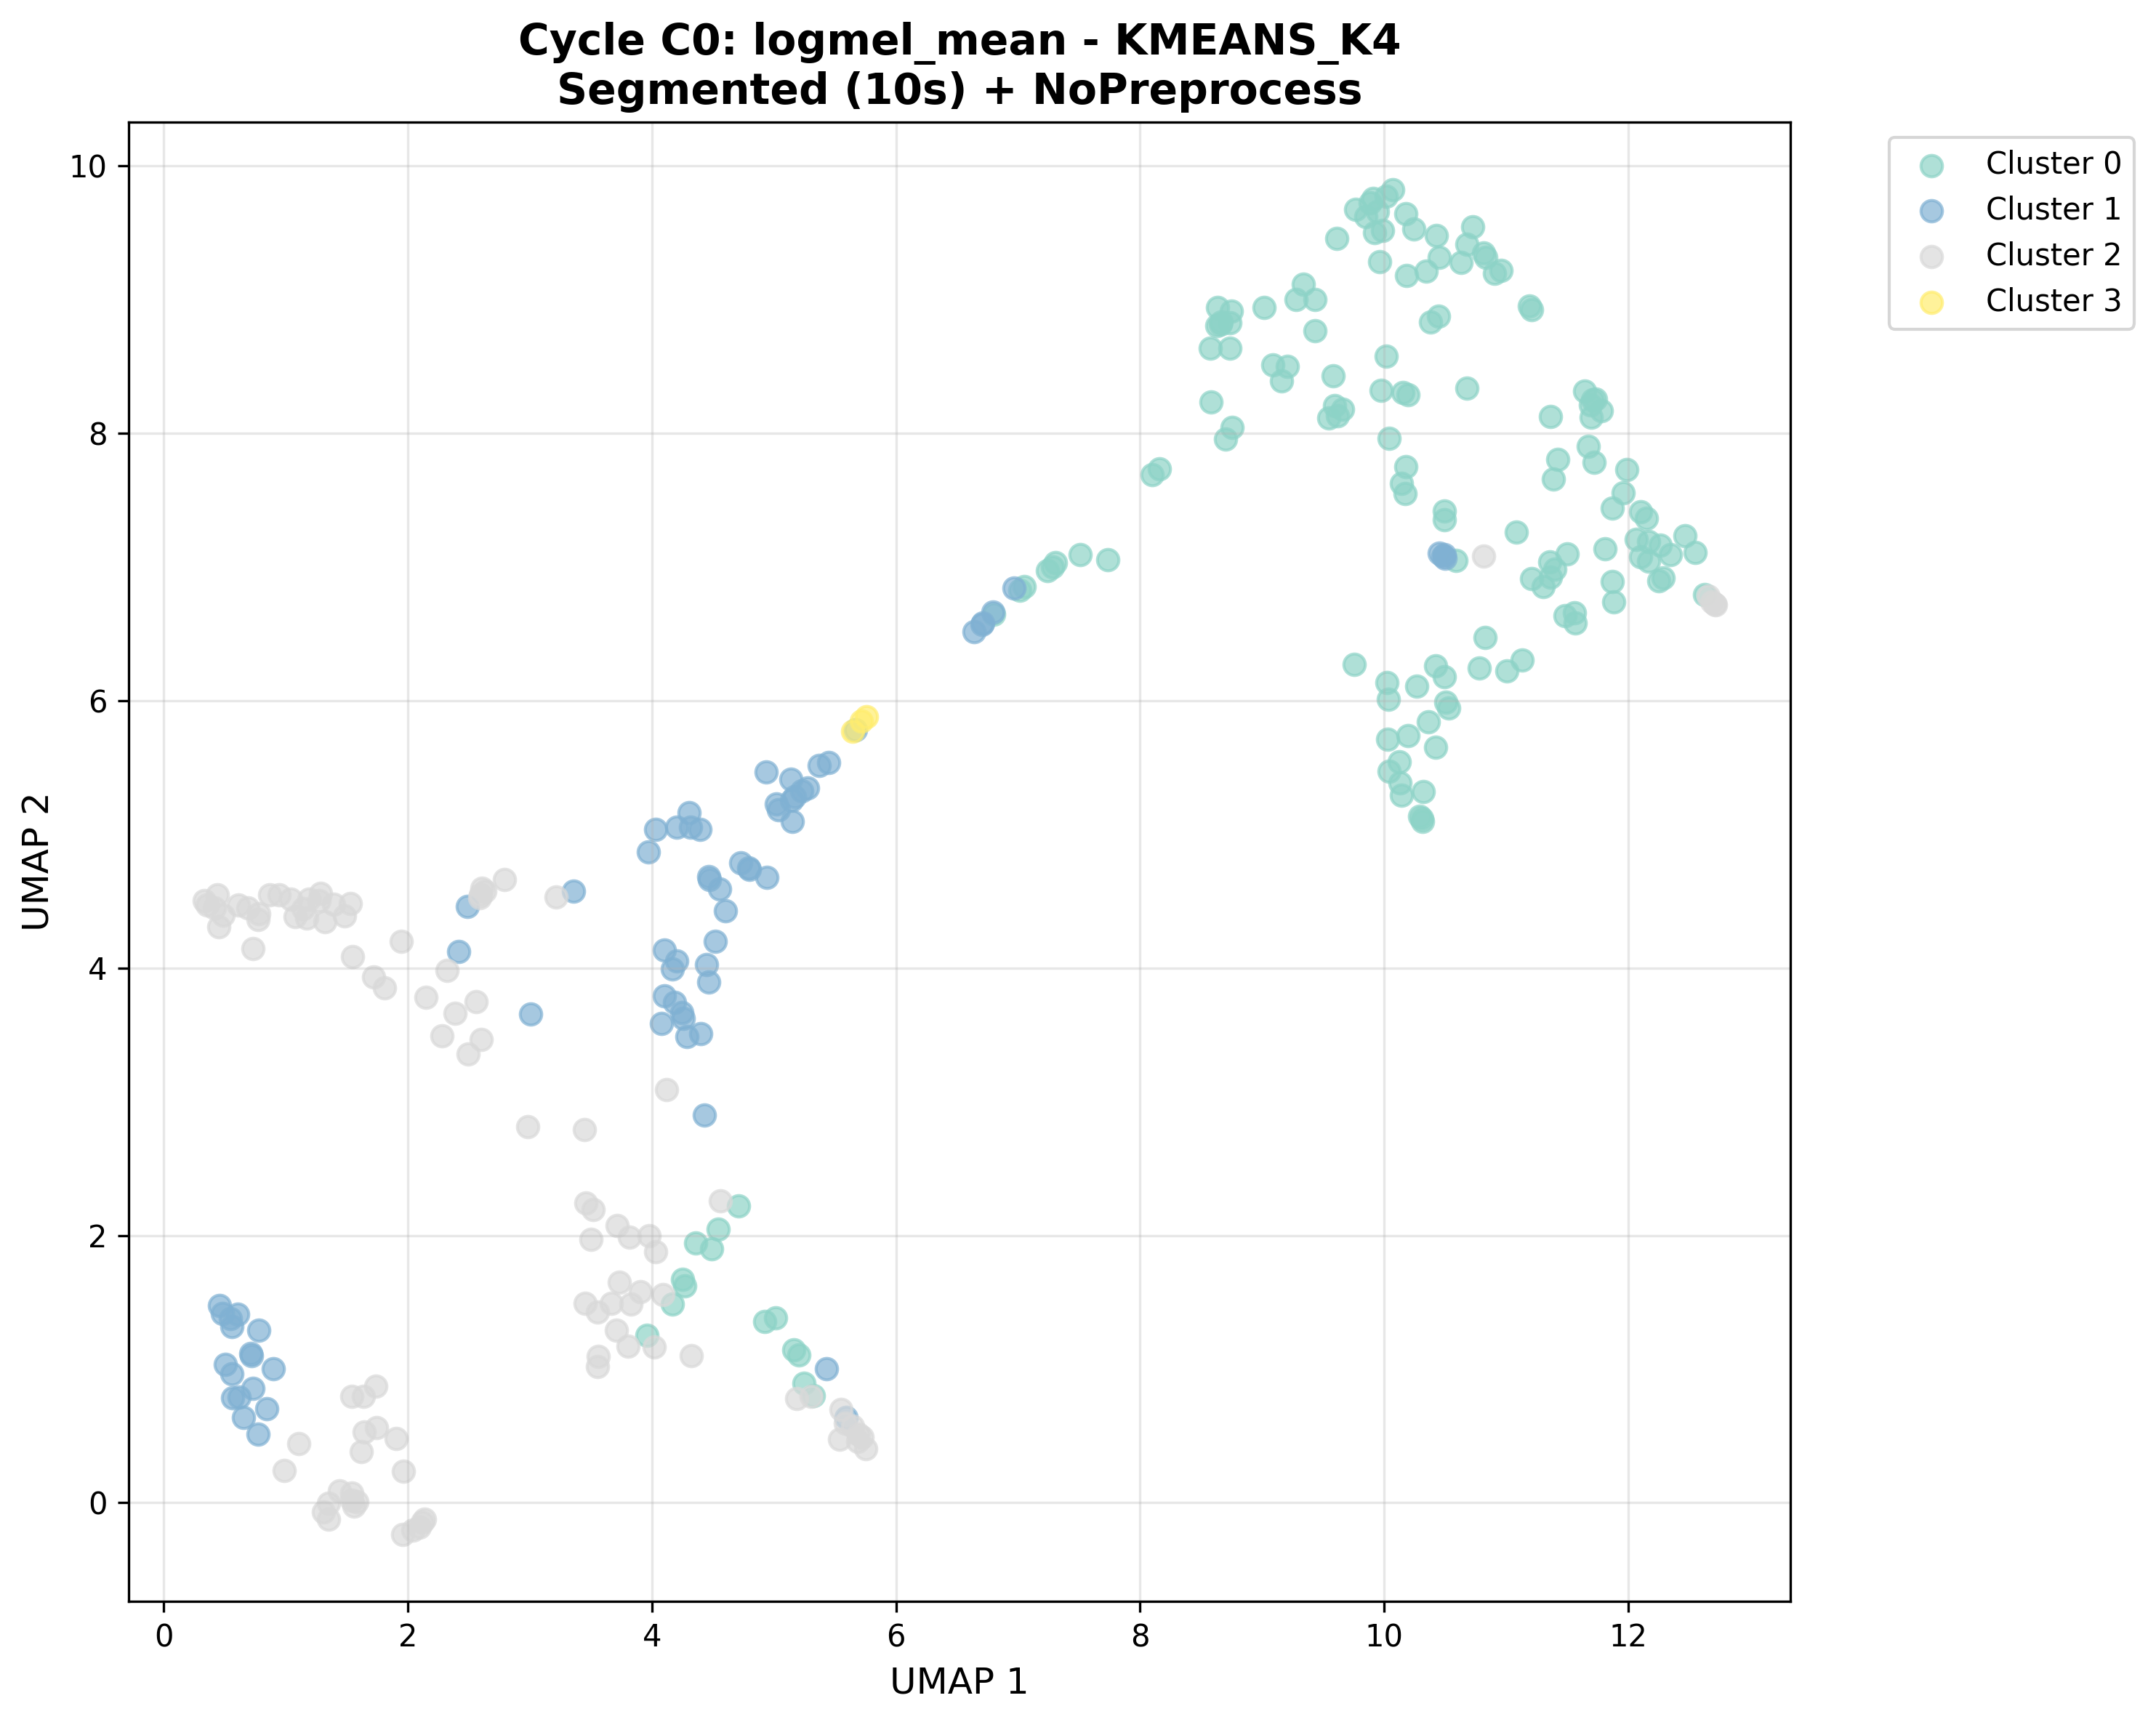 Cycle C0: logmel_mean - KMEANS_K4
Segmented (10s) + NoPreprocess
Cluster 0
Cluster 1
Cluster 2
Cluster 3
UMAP 2
10
8
6
4
2
0
0 2 4 6 8 10 12
UMAP 1